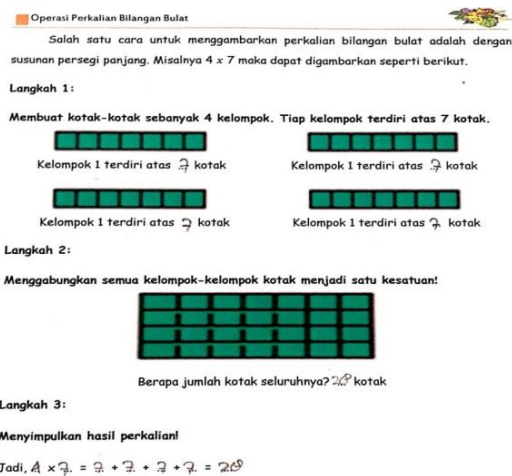 Operasi Perkalian Bilangan Bulat
Salah satu cara untuk menggambarkan perkalian bilangan bulat adalah dengan
susunan persegi panjang. Misalnya 4 x 7 maka dapat digambarkan seperti berikut.
Langkah 1:
Membuat kotak-kotak sebanyak 4 kelompok. Tiap kelompok terdiri atas 7 kotak.
Kelompok 1 terdiri atas 7 kotak
Kelompok 1 terdiri atas 7 kotak
Kelompok 1 terdiri atas 7 kotak
Kelompok 1 terdiri atas 7 kotak
Langkah 2:
Menggabungkan semua kelompok-kelompok kotak menjadi satu kesatuan!
Berapa jumlah kotak seluruhnya? 28 kotak
Langkah 3:
Menyimpulkan hasil perkalian!
Jadi, 4 x 7. = 7. + 7. + 7 + 7. = 28